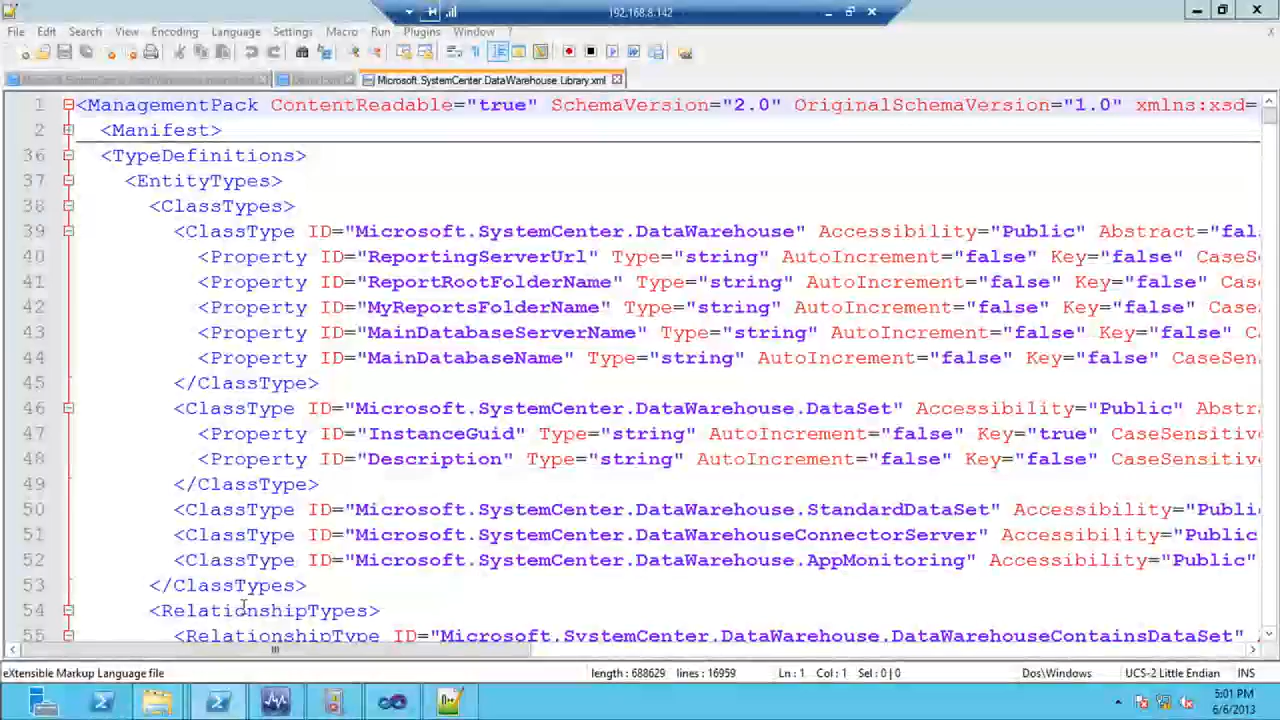 192.168.8.142
File Edit Search View Encoding Language Settings Macro Run Plugins Window ?
Microsoft.SystemCenter.DataWarehouse.Library.xml
1 <ManagementPack ContentReadable="true" SchemaVersion="2.0" OriginalSchemaVersion="1.0" xmlns:xsd=
2 <Manifest>
36 <TypeDefinitions>
37 <EntityTypes>
38 <ClassTypes>
39 <ClassType ID="Microsoft.SystemCenter.DataWarehouse" Accessibility="Public" Abstract="fal
40 <Property ID="ReportingServerUrl" Type="string" AutoIncrement="false" Key="false" CaseS
41 <Property ID="ReportRootFolderName" Type="string" AutoIncrement="false" Key="false" Cas
42 <Property ID="MyReportsFolderName" Type="string" AutoIncrement="false" Key="false" Case
43 <Property ID="MainDatabaseServerName" Type="string" AutoIncrement="false" Key="false" C
44 <Property ID="MainDatabaseName" Type="string" AutoIncrement="false" Key="false" CaseSen
45 </ClassType>
46 <ClassType ID="Microsoft.SystemCenter.DataWarehouse.DataSet" Accessibility="Public" Abstra
47 <Property ID="InstanceGuid" Type="string" AutoIncrement="false" Key="true" CaseSensitiv
48 <Property ID="Description" Type="string" AutoIncrement="false" Key="false" CaseSensitiv
49 </ClassType>
50 <ClassType ID="Microsoft.SystemCenter.DataWarehouse.StandardDataSet" Accessibility="Publi
51 <ClassType ID="Microsoft.SystemCenter.DataWarehouseConnectorServer" Accessibility="Public
52 <ClassType ID="Microsoft.SystemCenter.DataWarehouse.AppMonitoring" Accessibility="Public"
53 </ClassTypes>
54 <RelationshipTypes>
55 <RelationshipType ID="Microsoft.SystemCenter.DataWarehouse.DataWarehouseContainsDataSet"
eXtensible Markup Language file length : 688629 lines : 16959 Ln : 1 Col : 1 Sel : 0 | 0 Dos\Windows UCS-2 Little Endian INS
5:01 PM
6/6/2013